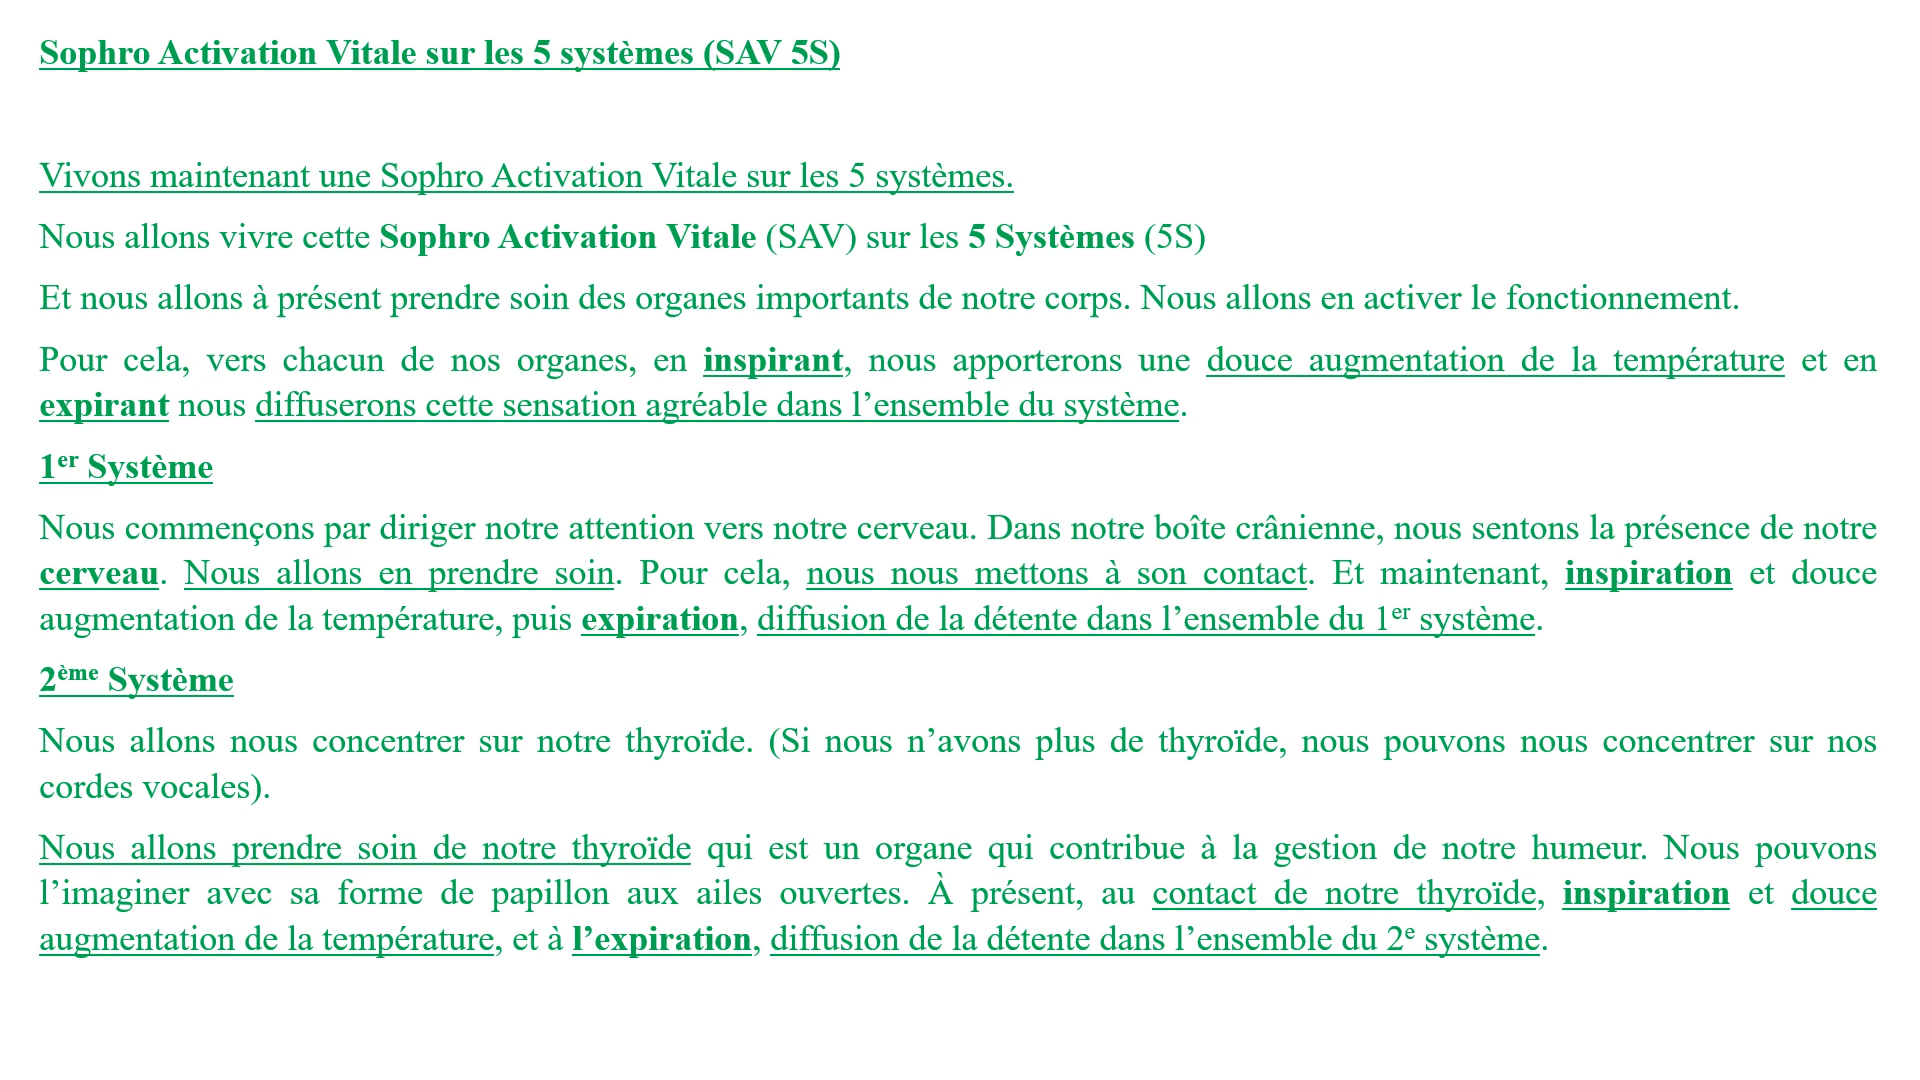 Sophro Activation Vitale sur les 5 systèmes (SAV 5S)
Vivons maintenant une Sophro Activation Vitale sur les 5 systèmes.
Nous allons vivre cette Sophro Activation Vitale (SAV) sur les 5 Systèmes (5S)
Et nous allons à présent prendre soin des organes importants de notre corps. Nous allons en activer le fonctionnement.
Pour cela, vers chacun de nos organes, en inspirant, nous apporterons une douce augmentation de la température et en
expirant nous diffuserons cette sensation agréable dans l’ensemble du système.
1er Système
Nous commençons par diriger notre attention vers notre cerveau. Dans notre boîte crânienne, nous sentons la présence de notre
cerveau. Nous allons en prendre soin. Pour cela, nous nous mettons à son contact. Et maintenant, inspiration et douce
augmentation de la température, puis expiration, diffusion de la détente dans l’ensemble du 1er système.
2ème Système
Nous allons nous concentrer sur notre thyroïde. (Si nous n’avons plus de thyroïde, nous pouvons nous concentrer sur nos
cordes vocales).
Nous allons prendre soin de notre thyroïde qui est un organe qui contribue à la gestion de notre humeur. Nous pouvons
l’imaginer avec sa forme de papillon aux ailes ouvertes. À présent, au contact de notre thyroïde, inspiration et douce
augmentation de la température, et à l’expiration, diffusion de la détente dans l’ensemble du 2e système.